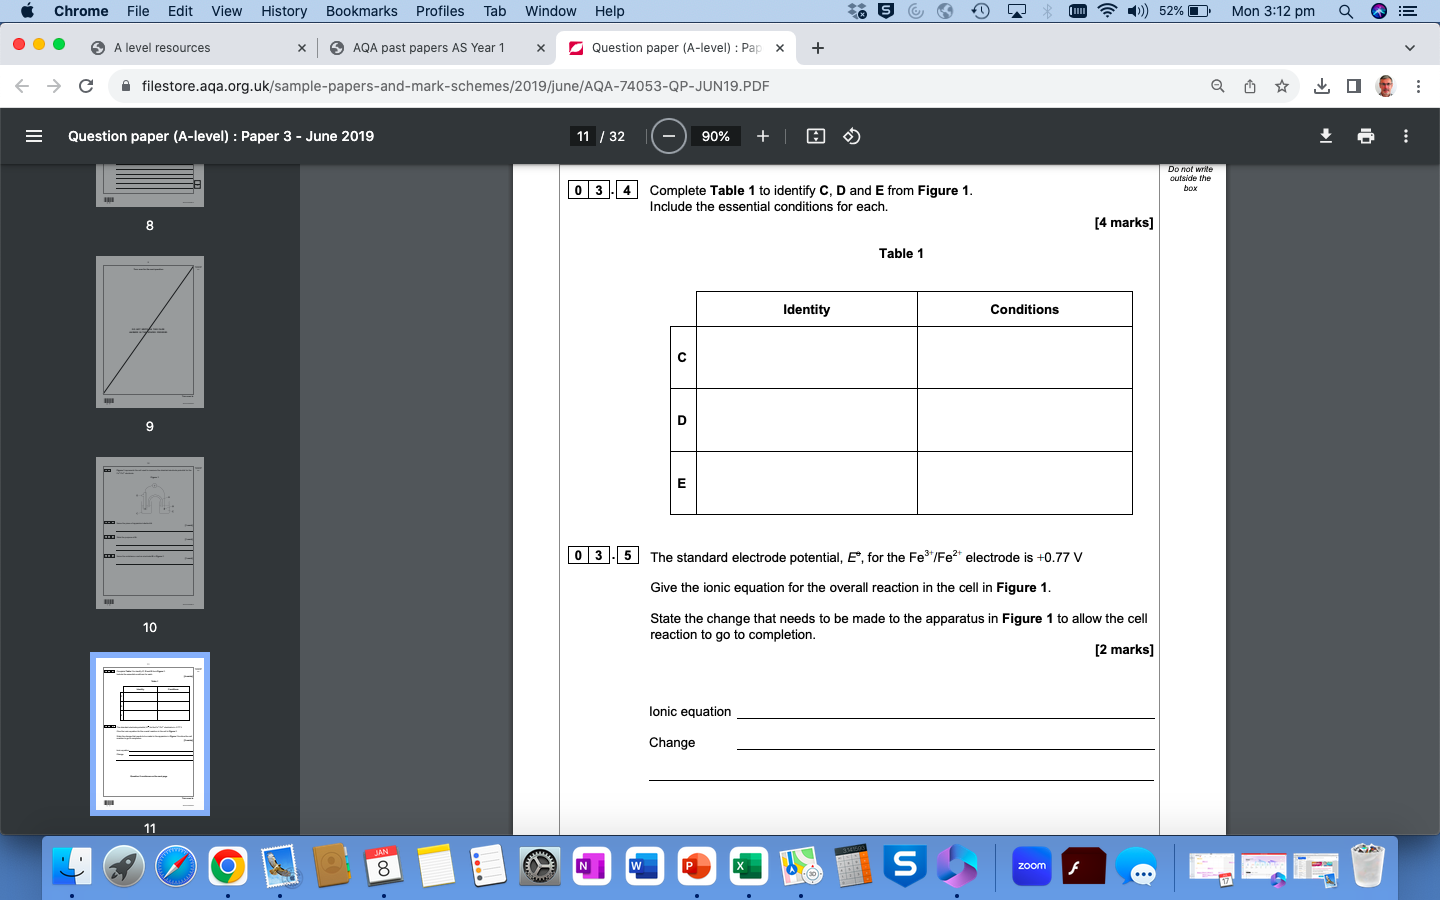 Chrome File Edit View History Bookmarks Profiles Tab Window Help 52% Mon 3:12 pm
A level resources AQA past papers AS Year 1 Question paper (A-level) : Pap
filestore.aqa.org.uk/sample-papers-and-mark-schemes/2019/june/AQA-74053-QP-JUN19.PDF
Question paper (A-level) : Paper 3 - June 2019 11 / 32 90%
Do not write
outside the
box
0 3 . 4 Complete Table 1 to identify C, D and E from Figure 1.
Include the essential conditions for each.
[4 marks]
Table 1
Identity Conditions
C
D
E
0 3 . 5 The standard electrode potential, E⦵, for the Fe³⁺/Fe²⁺ electrode is +0.77 V
Give the ionic equation for the overall reaction in the cell in Figure 1.
State the change that needs to be made to the apparatus in Figure 1 to allow the cell
reaction to go to completion.
[2 marks]
Ionic equation
Change
8
9
10
11
JAN
8
zoom
17